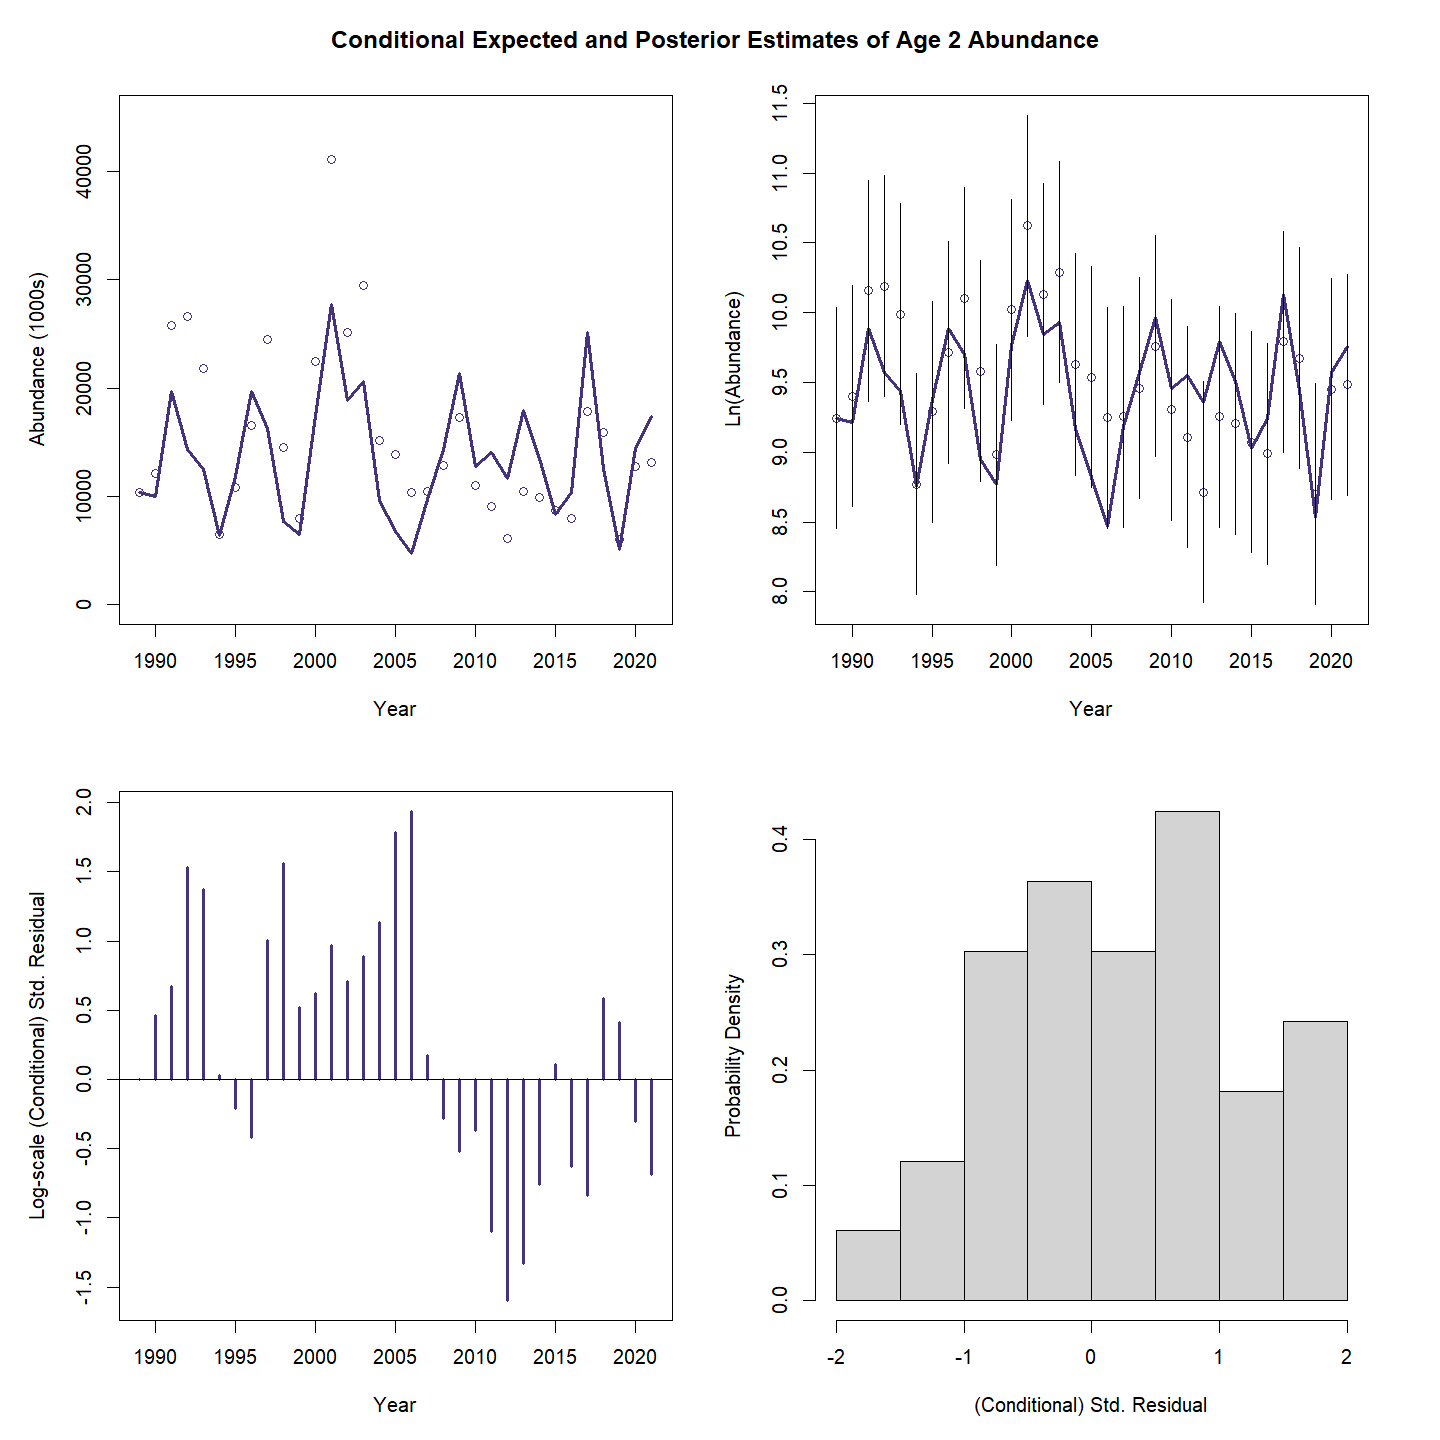 Conditional Expected and Posterior Estimates of Age 2 Abundance
Abundance (1000s)
40000
30000
20000
10000
0
1990 1995 2000 2005 2010 2015 2020
Year
Ln(Abundance)
11.5
11.0
10.5
10.0
9.5
9.0
8.5
8.0
1990 1995 2000 2005 2010 2015 2020
Year
Log-scale (Conditional) Std. Residual
2.0
1.5
1.0
0.5
0.0
-0.5
-1.0
-1.5
1990 1995 2000 2005 2010 2015 2020
Year
Probability Density
0.4
0.3
0.2
0.1
0.0
-2 -1 0 1 2
(Conditional) Std. Residual